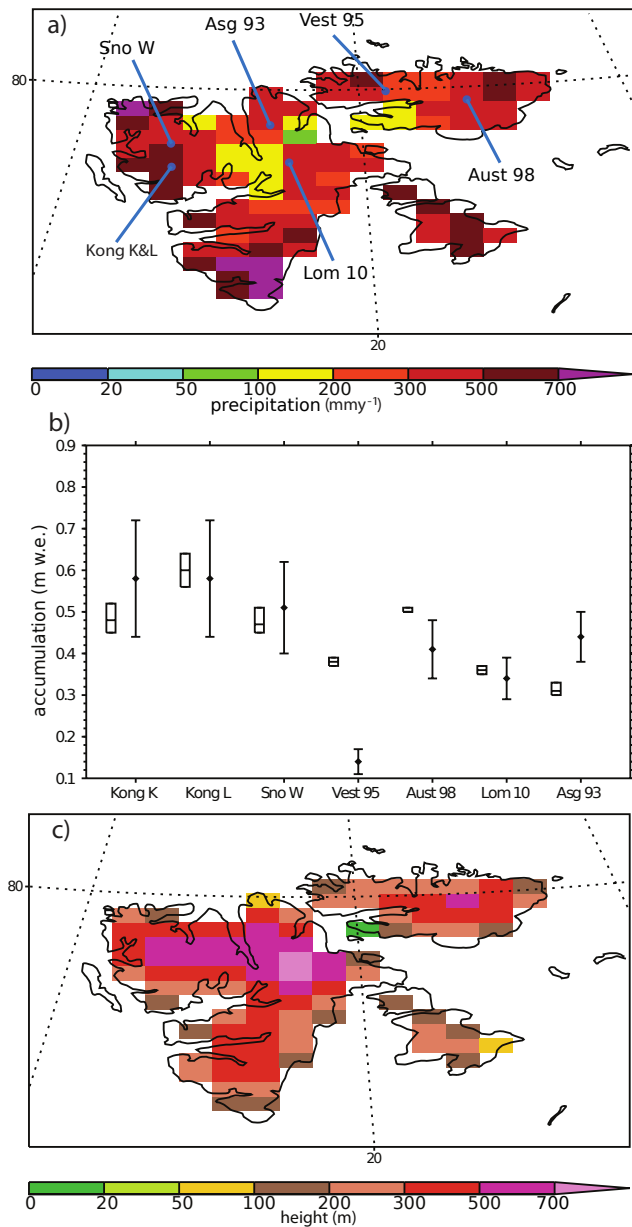 a)
Asg 93
Vest 95
Sno W
80
Aust 98
Kong K&L
Lom 10
20
0 20 50 100 200 300 500 700
precipitation (mmy⁻¹)
b)
0.9
0.8
0.7
0.6
0.5
0.4
0.3
0.2
0.1
accumulation (m w.e.)
Kong K Kong L Sno W Vest 95 Aust 98 Lom 10 Asg 93
c)
80
20
0 20 50 100 200 300 500 700
height (m)